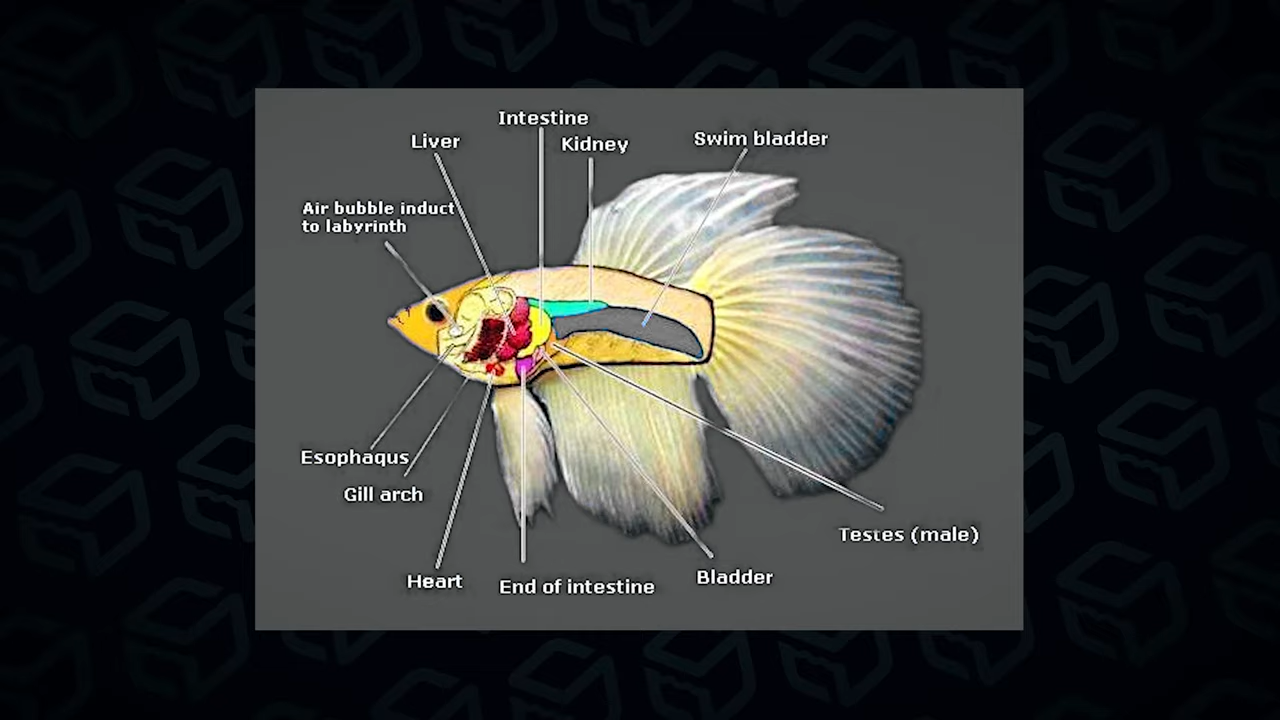 Intestine
Liver
Kidney
Swim bladder
Air bubble induct
to labyrinth
Esophaqus
Gill arch
Testes (male)
Heart
End of intestine
Bladder